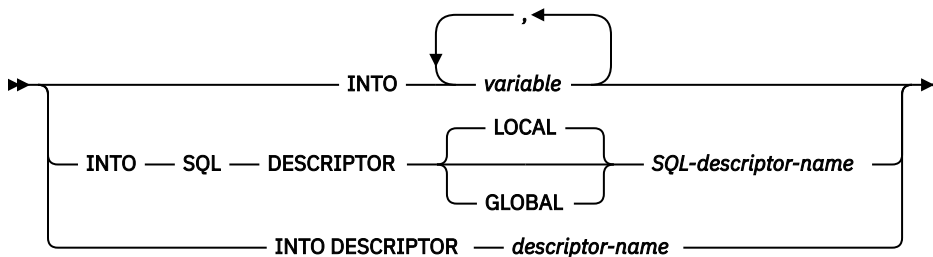 ,
INTO variable
LOCAL
INTO SQL DESCRIPTOR SQL-descriptor-name
GLOBAL
INTO DESCRIPTOR descriptor-name